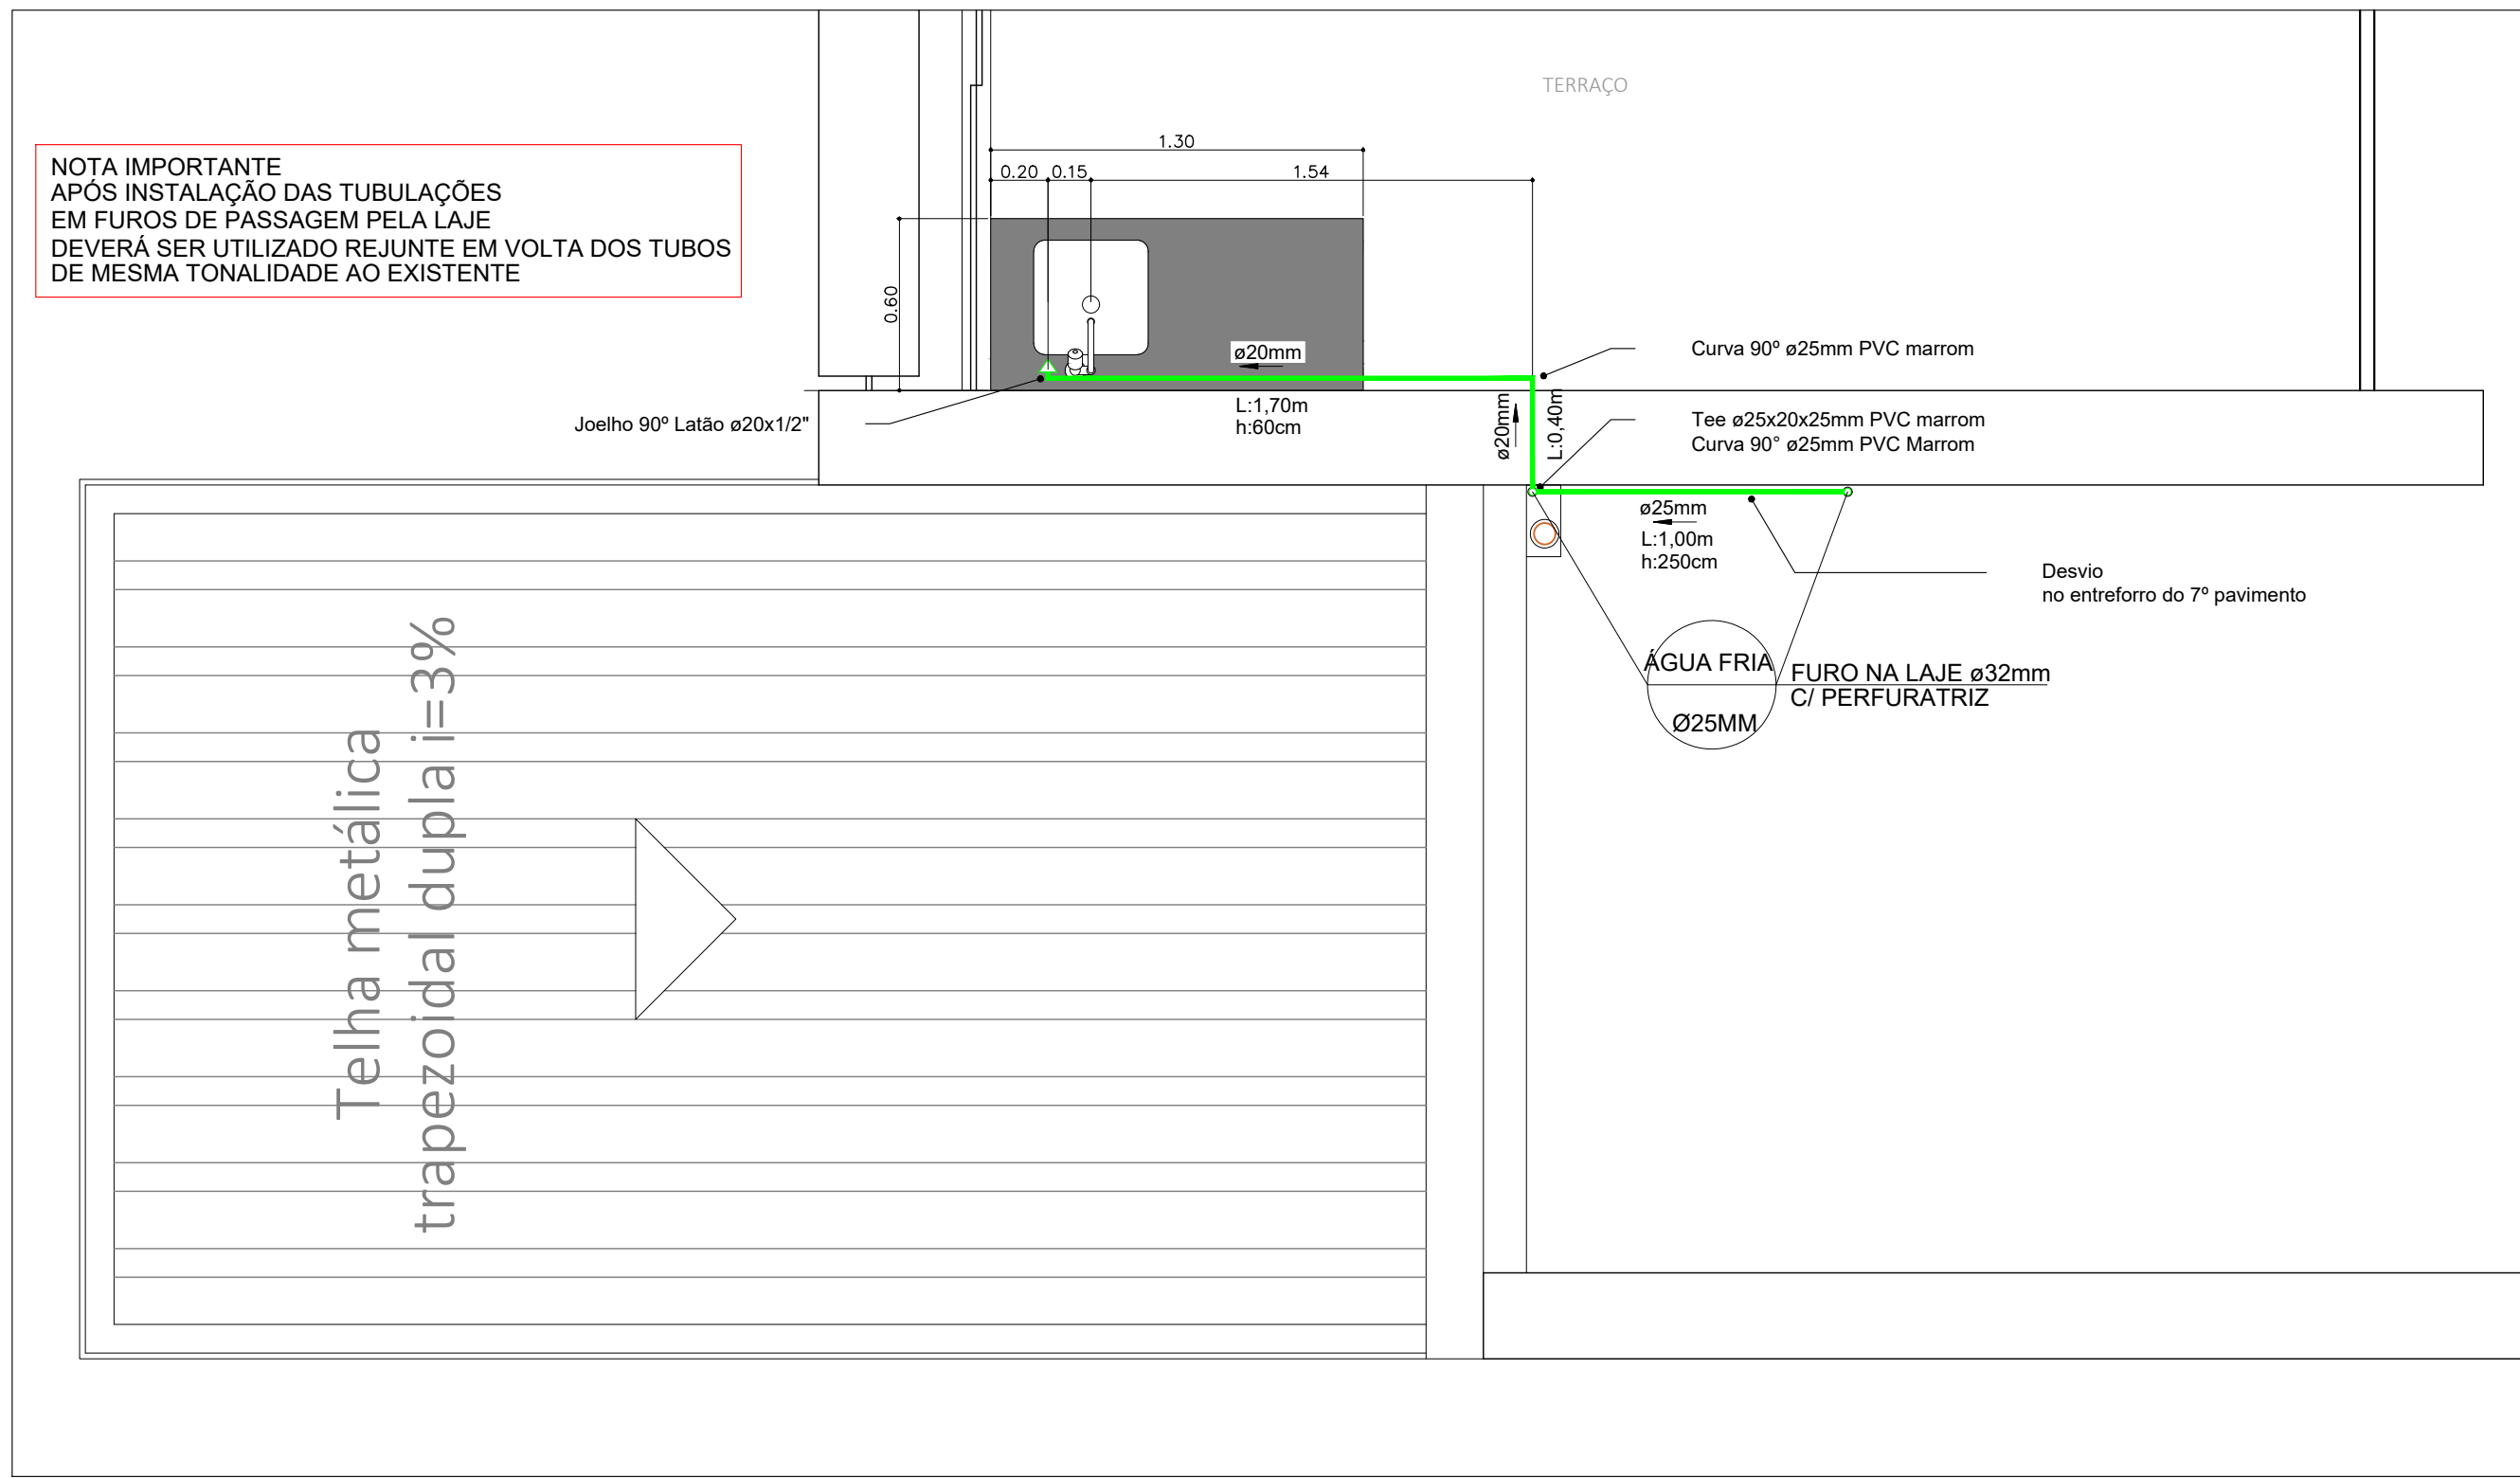 TERRAÇO
NOTA IMPORTANTE
APÓS INSTALAÇÃO DAS TUBULAÇÕES
EM FUROS DE PASSAGEM PELA LAJE
DEVERÁ SER UTILIZADO REJUNTE EM VOLTA DOS TUBOS
DE MESMA TONALIDADE AO EXISTENTE
1.30
0.20
0.15
1.54
0.60
ø20mm
Curva 90º ø25mm PVC marrom
Joelho 90º Latão ø20x1/2"
L:1,70m
h:60cm
ø20mm
L:0,40m
Tee ø25x20x25mm PVC marrom
Curva 90° ø25mm PVC Marrom
ø25mm
L:1,00m
h:250cm
Desvio
no entreforro do 7º pavimento
ÁGUA FRIA
Ø25MM
FURO NA LAJE ø32mm
C/ PERFURATRIZ
Telha metálica
trapezoidal dupla i=3%